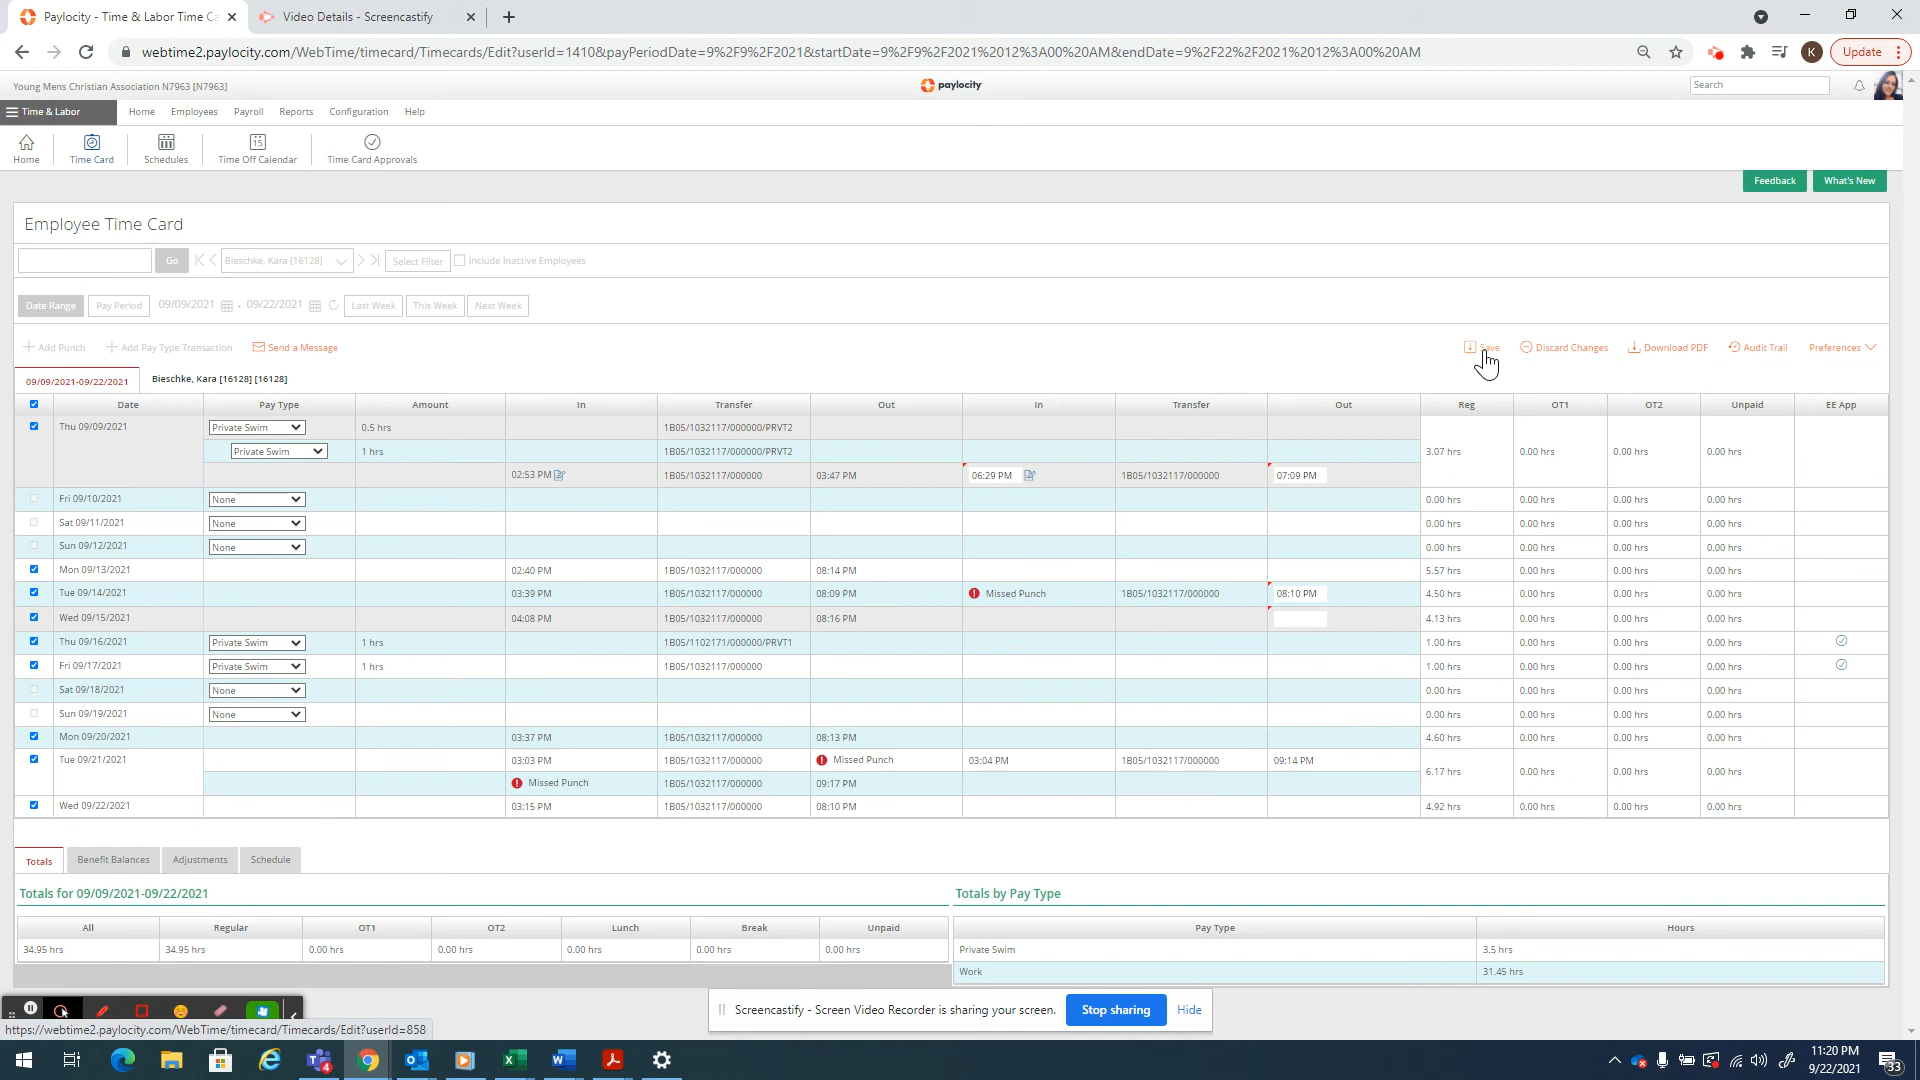 Paylocity - Time & Labor Time Ca
Video Details - Screencastify
webtime2.paylocity.com/WebTime/timecard/Timecards/Edit?userId=1410&payPeriodDate=9%2F9%2F2021&startDate=9%2F9%2F2021%2012%3A00%20AM&endDate=9%2F22%2F2021%2012%3A00%20AM
K Update
Young Mens Christian Association N7963 [N7963]
paylocity
Search
Time & Labor Home Employees Payroll Reports Configuration Help
Home Time Card Schedules 15 Time Off Calendar Time Card Approvals
Feedback What's New
Employee Time Card
Go Bieschke, Kara [16128] Select Filter Include Inactive Employees
Date Range Pay Period 09/09/2021 - 09/22/2021 Last Week This Week Next Week
Add Punch Add Pay Type Transaction Send a Message Save Discard Changes Download PDF Audit Trail Preferences
09/09/2021-09/22/2021 Bieschke, Kara [16128] [16128]
Date Pay Type Amount In Transfer Out In Transfer Out Reg OT1 OT2 Unpaid EE App
Thu 09/09/2021 Private Swim 0.5 hrs 1B05/1032117/000000/PRVT2
Private Swim 1 hrs 1B05/1032117/000000/PRVT2 3.07 hrs 0.00 hrs 0.00 hrs 0.00 hrs
02:53 PM 1B05/1032117/000000 03:47 PM 06:29 PM 1B05/1032117/000000 07:09 PM
Fri 09/10/2021 None 0.00 hrs 0.00 hrs 0.00 hrs 0.00 hrs
Sat 09/11/2021 None 0.00 hrs 0.00 hrs 0.00 hrs 0.00 hrs
Sun 09/12/2021 None 0.00 hrs 0.00 hrs 0.00 hrs 0.00 hrs
Mon 09/13/2021 02:40 PM 1B05/1032117/000000 08:14 PM 5.57 hrs 0.00 hrs 0.00 hrs 0.00 hrs
Tue 09/14/2021 03:39 PM 1B05/1032117/000000 08:09 PM Missed Punch 1B05/1032117/000000 08:10 PM 4.50 hrs 0.00 hrs 0.00 hrs 0.00 hrs
Wed 09/15/2021 04:08 PM 1B05/1032117/000000 08:16 PM 4.13 hrs 0.00 hrs 0.00 hrs 0.00 hrs
Thu 09/16/2021 Private Swim 1 hrs 1B05/1102171/000000/PRVT1 1.00 hrs 0.00 hrs 0.00 hrs 0.00 hrs
Fri 09/17/2021 Private Swim 1 hrs 1B05/1032117/000000 1.00 hrs 0.00 hrs 0.00 hrs 0.00 hrs
Sat 09/18/2021 None 0.00 hrs 0.00 hrs 0.00 hrs 0.00 hrs
Sun 09/19/2021 None 0.00 hrs 0.00 hrs 0.00 hrs 0.00 hrs
Mon 09/20/2021 03:37 PM 1B05/1032117/000000 08:13 PM 4.60 hrs 0.00 hrs 0.00 hrs 0.00 hrs
Tue 09/21/2021 03:03 PM 1B05/1032117/000000 Missed Punch 03:04 PM 1B05/1032117/000000 09:14 PM 6.17 hrs 0.00 hrs 0.00 hrs 0.00 hrs
Missed Punch 1B05/1032117/000000 09:17 PM
Wed 09/22/2021 03:15 PM 1B05/1032117/000000 08:10 PM 4.92 hrs 0.00 hrs 0.00 hrs 0.00 hrs
Totals Benefit Balances Adjustments Schedule
Totals for 09/09/2021-09/22/2021 Totals by Pay Type
All Regular OT1 OT2 Lunch Break Unpaid Pay Type Hours
34.95 hrs 34.95 hrs 0.00 hrs 0.00 hrs 0.00 hrs 0.00 hrs 0.00 hrs Private Swim 3.5 hrs
Work 31.45 hrs
Screencastify - Screen Video Recorder is sharing your screen. Stop sharing Hide
https://webtime2.paylocity.com/WebTime/timecard/Timecards/Edit?userId=858
4
11:20 PM
9/22/2021
33